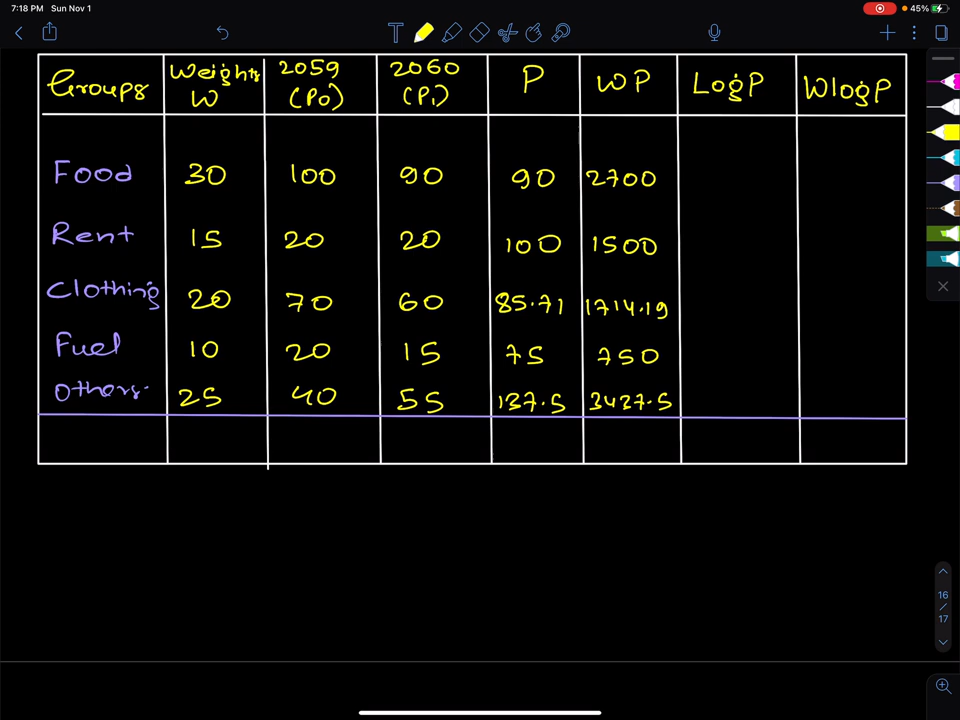 7:18 PM Sun Nov 1 45%
T
Groups Weights W 2059 (Po) 2060 (P1) P WP LogP WlogP
Food 30 100 90 90 2700
Rent 15 20 20 100 1500
Clothing 20 70 60 85.71 1714.19
Fuel 10 20 15 75 750
Others 25 40 55 137.5 3437.5
16
/
17